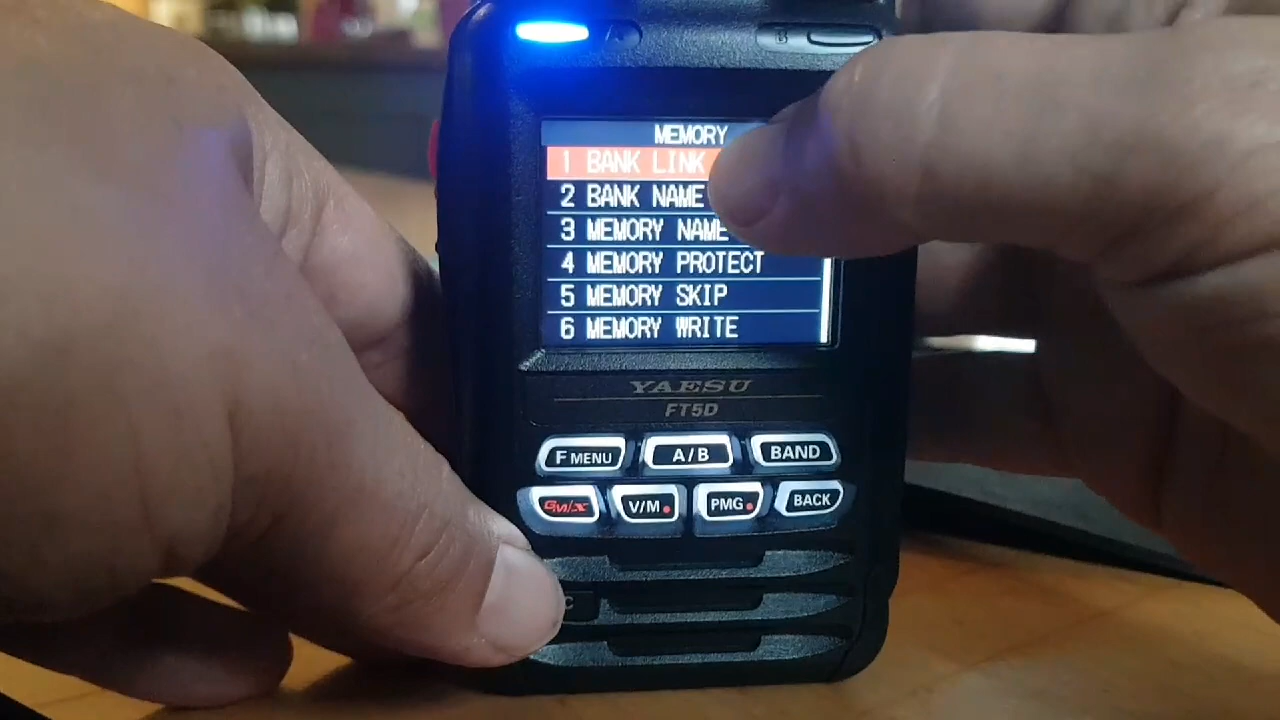 A
B
MEMORY
1 BANK LINK
2 BANK NAME
3 MEMORY NAME
4 MEMORY PROTECT
5 MEMORY SKIP
6 MEMORY WRITE
YAESU
FT5D
F MENU A/B BAND
GM/X V/M PMG BACK